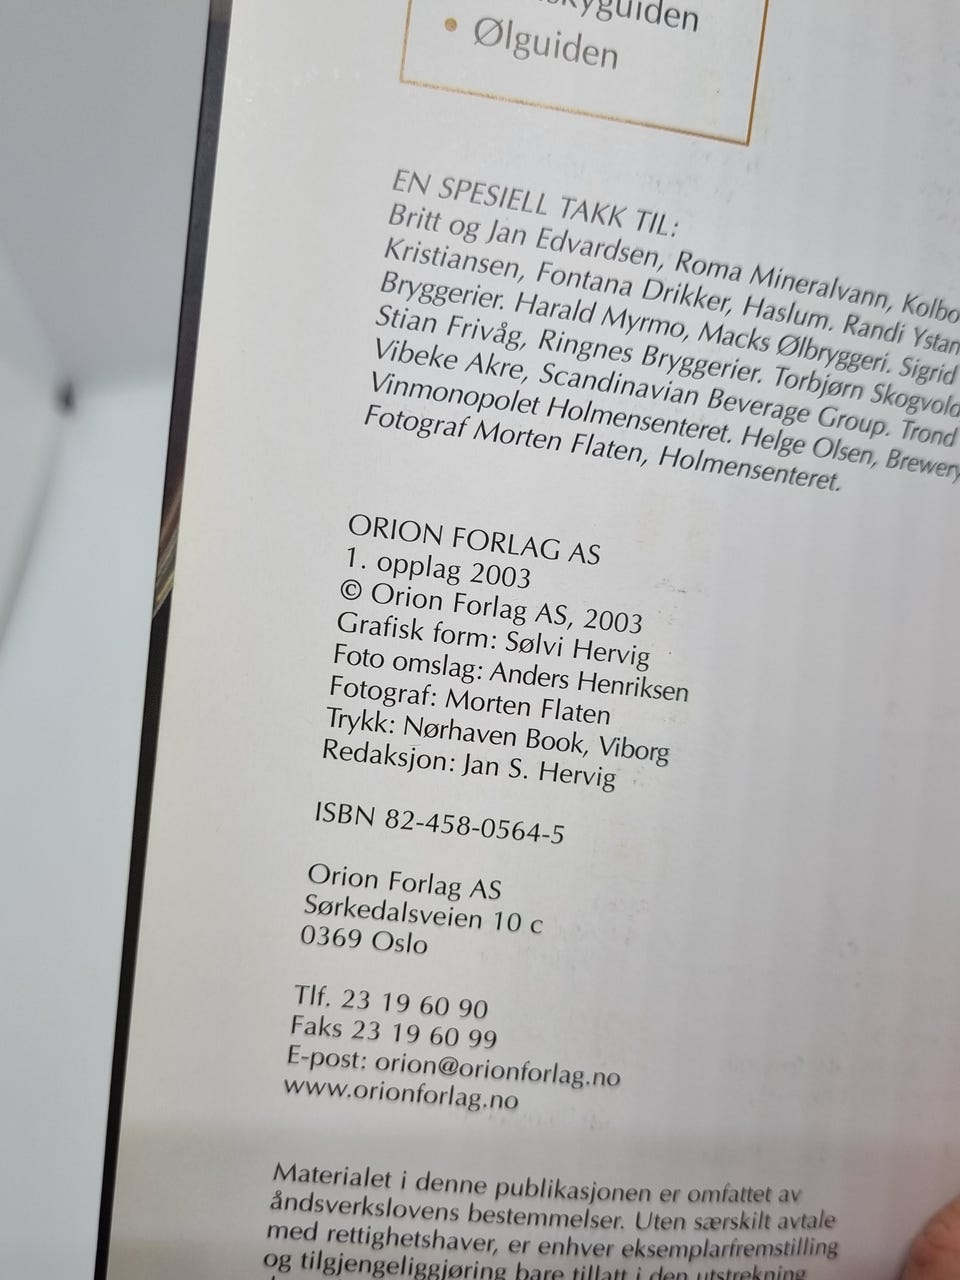 • Ølguiden
EN SPESIELL TAKK TIL:
Britt og Jan Edvardsen, Roma Mineralvann, Kolbo
Kristiansen, Fontana Drikker, Haslum. Randi Ystan
Bryggerier. Harald Myrmo, Macks Ølbryggeri. Sigrid
Stian Frivåg, Ringnes Bryggerier. Torbjørn Skogvold
Vibeke Akre, Scandinavian Beverage Group. Trond
Vinmonopolet Holmensenteret. Helge Olsen, Brewery
Fotograf Morten Flaten, Holmensenteret.
ORION FORLAG AS
1. opplag 2003
© Orion Forlag AS, 2003
Grafisk form: Sølvi Hervig
Foto omslag: Anders Henriksen
Fotograf: Morten Flaten
Trykk: Nørhaven Book, Viborg
Redaksjon: Jan S. Hervig
ISBN 82-458-0564-5
Orion Forlag AS
Sørkedalsveien 10 c
0369 Oslo
Tlf. 23 19 60 90
Faks 23 19 60 99
E-post: orion@orionforlag.no
www.orionforlag.no
Materialet i denne publikasjonen er omfattet av
åndsverkslovens bestemmelser. Uten særskilt avtale
med rettighetshaver, er enhver eksemplarfremstilling
og tilgjengeliggjøring bare tillatt i den utstrekning